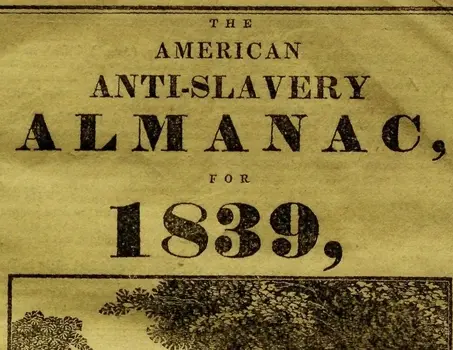 THE
AMERICAN
ANTI-SLAVERY
ALMANAC,
FOR
1839,